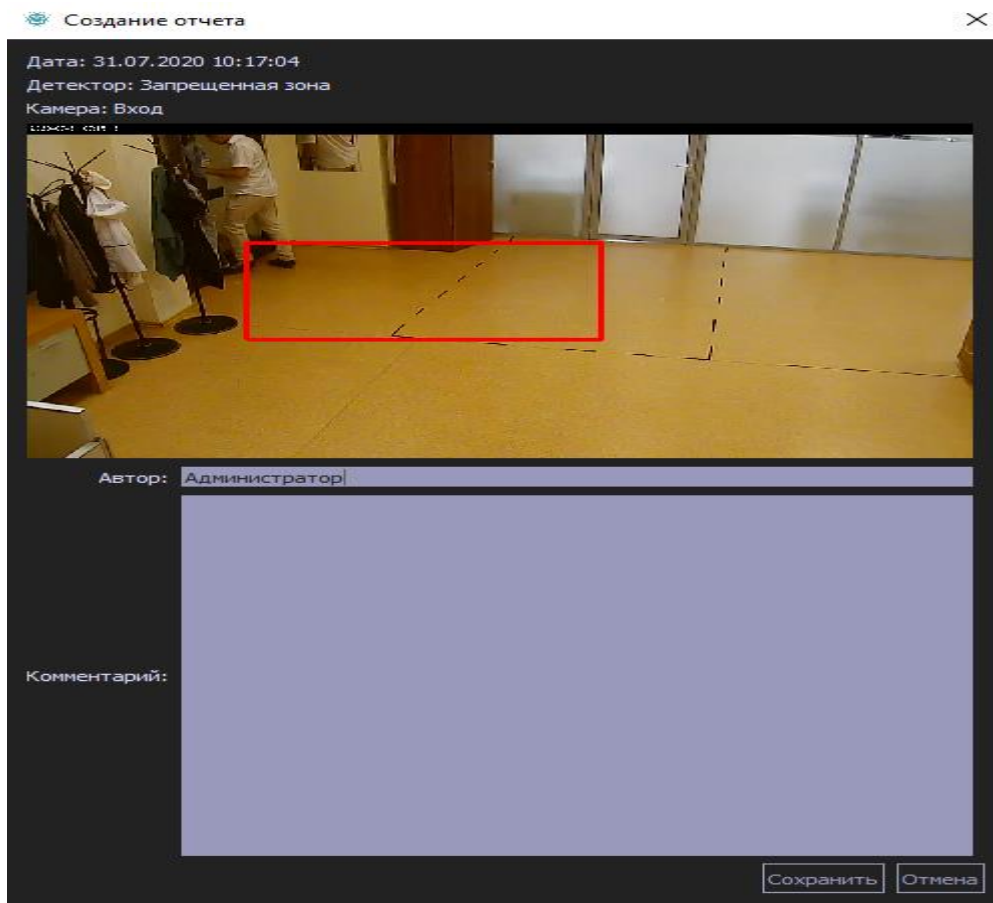 Создание отчета
Дата: 31.07.2020 10:17:04
Детектор: Запрещенная зона
Камера: Вход
Автор: Администратор
Комментарий:
Сохранить Отмена